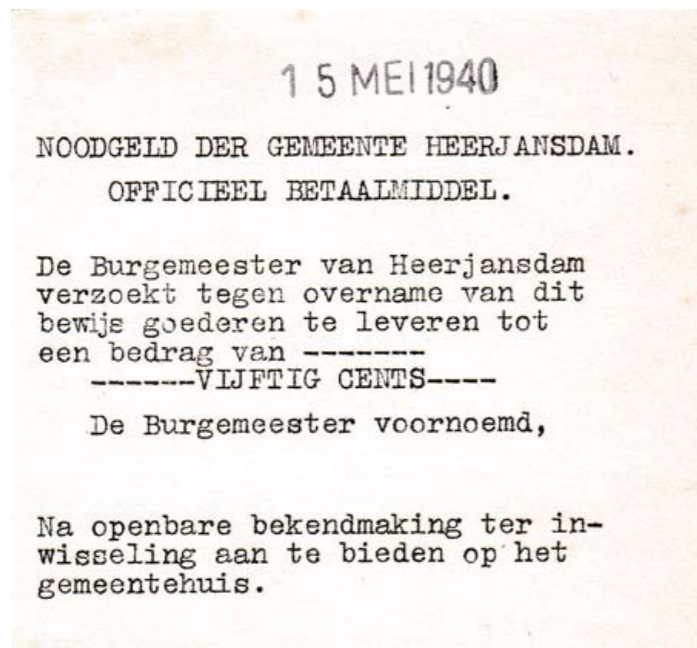 15 MEI 1940
NOODGELD DER GEMEENTE HEERJANSDAM.
OFFICIEEL BETAALMIDDEL.
De Burgemeester van Heerjansdam
verzoekt tegen overname van dit
bewijs goederen te leveren tot
een bedrag van -------
------VIJFTIG CENTS----
De Burgemeester voornoemd,
Na openbare bekendmaking ter in-
wisseling aan te bieden op het
gemeentehuis.